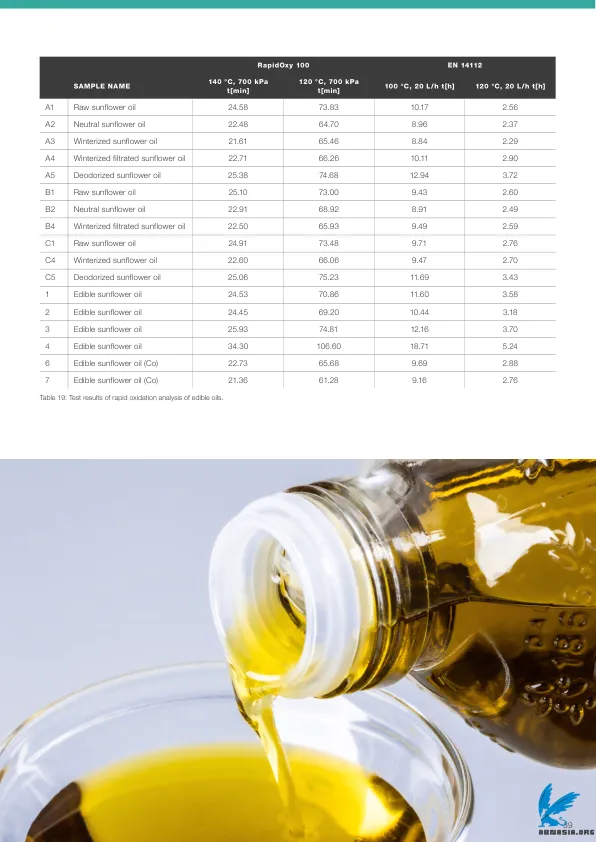 RapidOxy 100 EN 14112
SAMPLE NAME 140 °C, 700 kPa t[min] 120 °C, 700 kPa t[min] 100 °C, 20 L/h t[h] 120 °C, 20 L/h t[h]
A1 Raw sunflower oil 24.58 73.83 10.17 2.56
A2 Neutral sunflower oil 22.48 64.70 8.96 2.37
A3 Winterized sunflower oil 21.61 65.46 8.84 2.29
A4 Winterized filtrated sunflower oil 22.71 66.26 10.11 2.90
A5 Deodorized sunflower oil 25.38 74.68 12.94 3.72
B1 Raw sunflower oil 25,10 73.00 9.43 2.60
B2 Neutral sunflower oil 22.91 68.92 8.91 2.49
B4 Winterized filtrated sunflower oil 22.50 65.93 9.49 2.59
C1 Raw sunflower oil 24.91 73.48 9.71 2.76
C4 Winterized sunflower oil 22.60 66.06 9.47 2.70
C5 Deodorized sunflower oil 25.06 75.23 11.69 3.43
1 Edible sunflower oil 24.53 70.86 11.60 3.58
2 Edible sunflower oil 24.45 69.20 10.44 3.18
3 Edible sunflower oil 25.93 74.81 12.16 3.70
4 Edible sunflower oil 34.30 106.60 18.71 5.24
6 Edible sunflower oil (Co) 22.73 65.68 9.69 2.88
7 Edible sunflower oil (Co) 21.36 61.28 9.16 2.76
Table 19: Test results of rapid oxidation analysis of edible oils.
ABNASIA.ORG